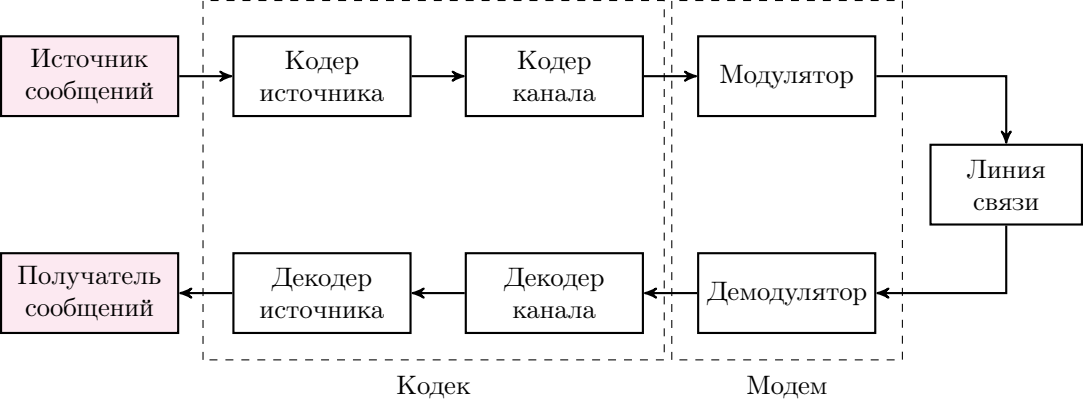 Источник
сообщений
Кодер
источника
Кодер
канала
Модулятор
Линия
связи
Получатель
сообщений
Декодер
источника
Декодер
канала
Демодулятор
Кодек
Модем